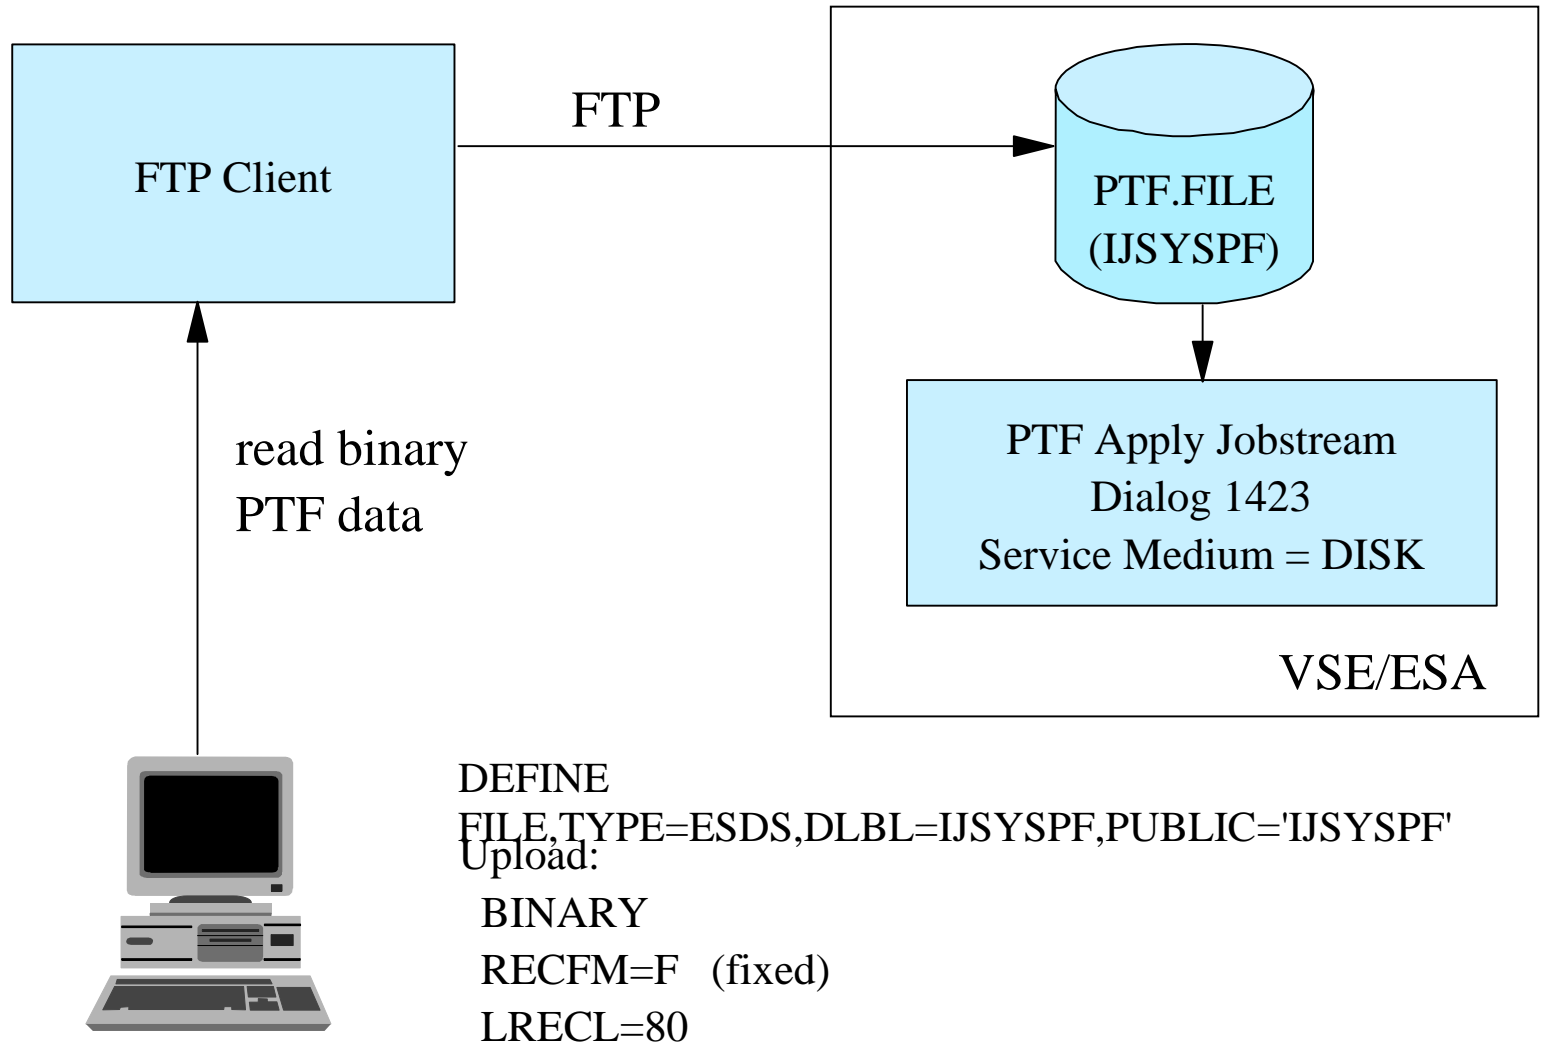 FTP Client
FTP
PTF.FILE
(IJSYSPF)
PTF Apply Jobstream
Dialog 1423
Service Medium = DISK
VSE/ESA
read binary
PTF data
DEFINE
FILE,TYPE=ESDS,DLBL=IJSYSPF,PUBLIC='IJSYSPF'
Upload:
BINARY
RECFM=F (fixed)
LRECL=80